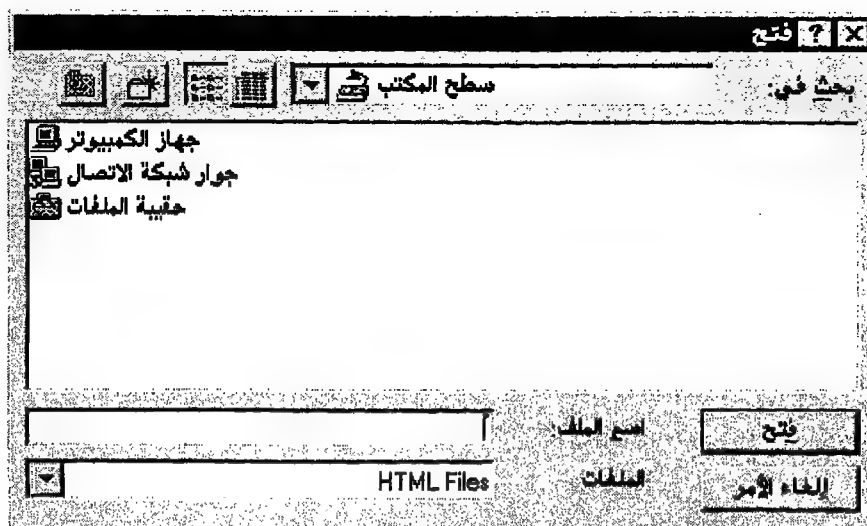 فتح
بحث في:
سطح المكتب
جهاز الكمبيوتر
جوار شبكة الاتصال
حقيبة الملفات
اسم الملف:
فتح
الملفات
HTML Files
إلغاء الأمر